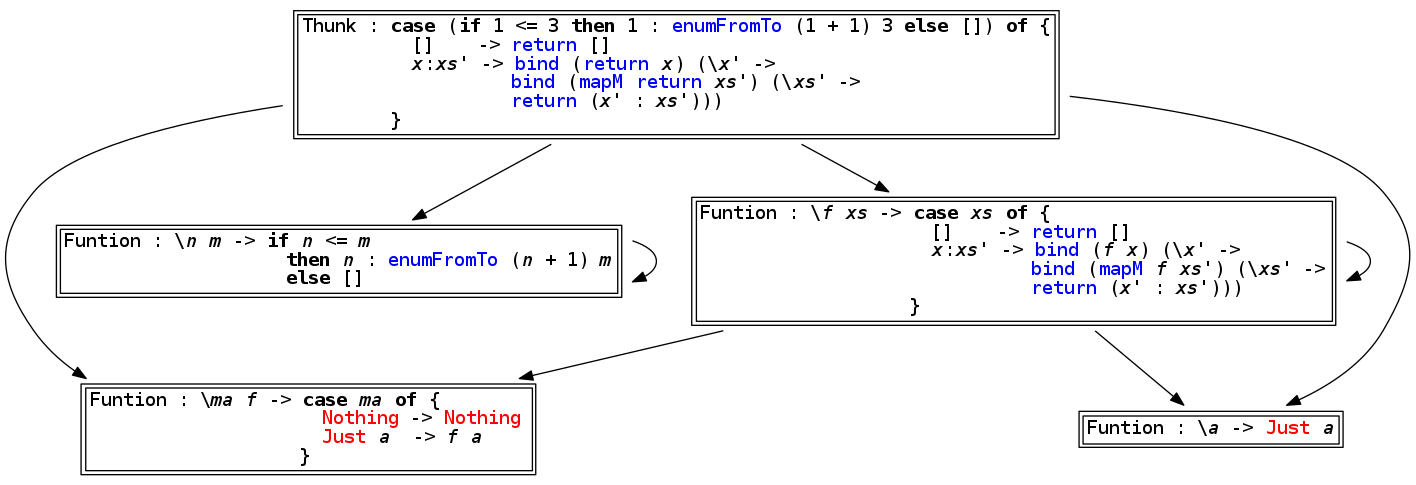 Thunk : case (if 1 <= 3 then 1 : enumFromTo (1 + 1) 3 else []) of {
[]    -> return []
x:xs' -> bind (return x) (\x' ->
bind (mapM return xs') (\xs' ->
return (x' : xs')))
}
Funtion : \n m -> if n <= m
then n : enumFromTo (n + 1) m
else []
Funtion : \f xs -> case xs of {
[]    -> return []
x:xs' -> bind (f x) (\x' ->
bind (mapM f xs') (\xs' ->
return (x' : xs')))
}
Funtion : \ma f -> case ma of {
Nothing -> Nothing
Just a  -> f a
}
Funtion : \a -> Just a